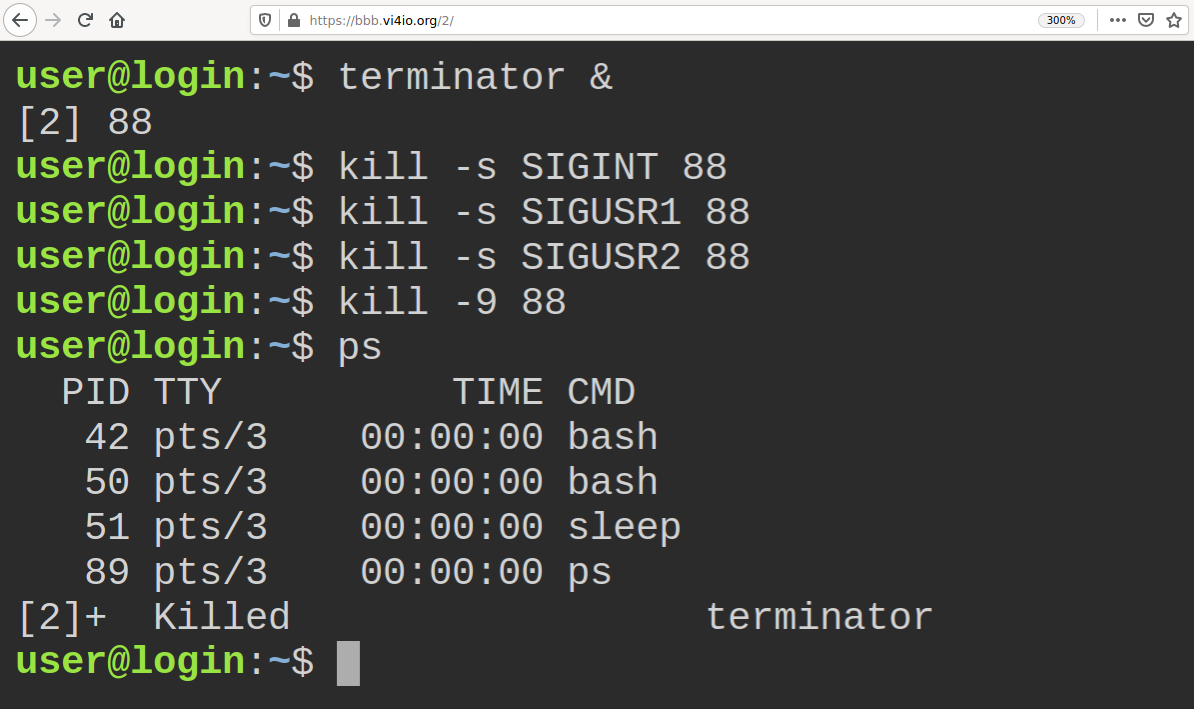 https://bbb.vi4io.org/2/ 300%
user@login:~$ terminator &
[2] 88
user@login:~$ kill -s SIGINT 88
user@login:~$ kill -s SIGUSR1 88
user@login:~$ kill -s SIGUSR2 88
user@login:~$ kill -9 88
user@login:~$ ps
  PID TTY          TIME CMD
   42 pts/3    00:00:00 bash
   50 pts/3    00:00:00 bash
   51 pts/3    00:00:00 sleep
   89 pts/3    00:00:00 ps
[2]+  Killed                  terminator
user@login:~$